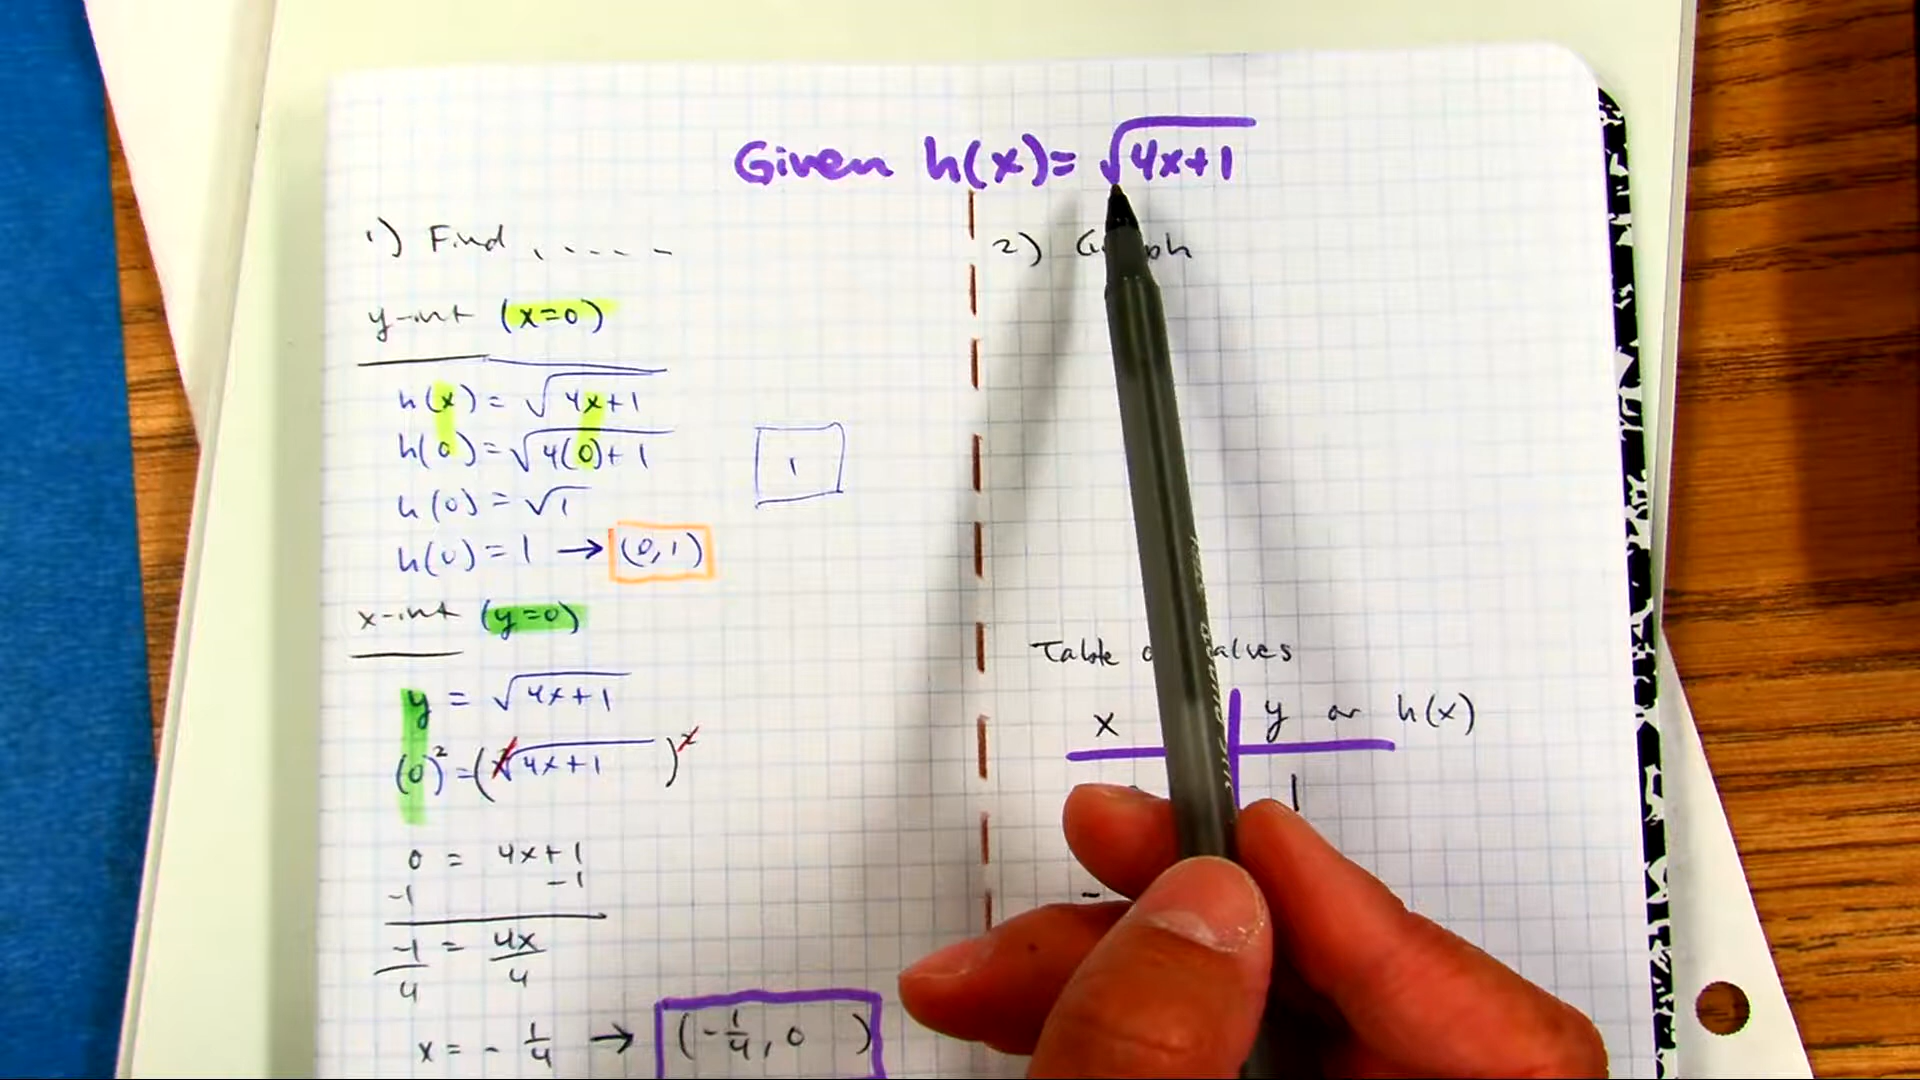 Given h(x)= √4x+1
1) Find , - - - -
y-int (x=0)
h(x) = √4x+1
h(0) = √4(0)+1
h(0) = √1
h(0) = 1 → (0,1)
1
x-int (y=0)
y = √4x+1
(0)² = (√4x+1)²
0 = 4x+1
-1 -1
-1/4 = 4x/4
x = - 1/4 → (-1/4, 0 )
2)
Table
x y or h(x)
1
-